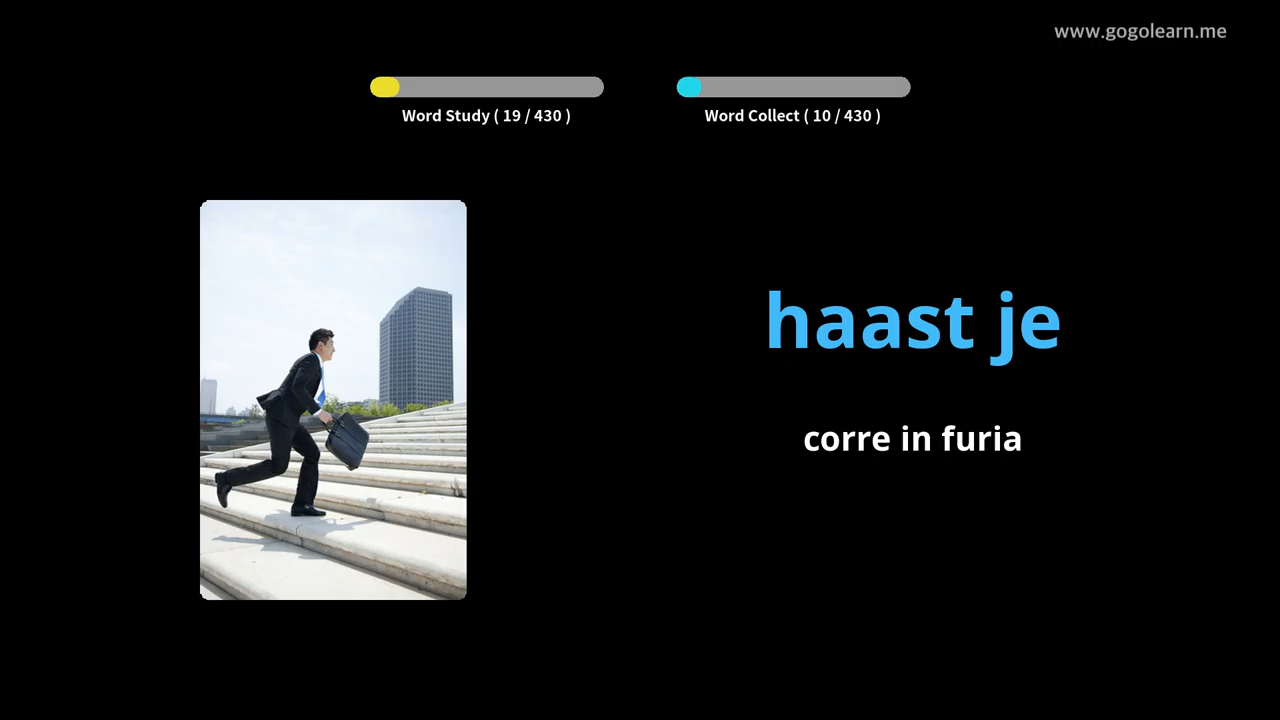 www.gogolearn.me
Word Study ( 19 / 430 )
Word Collect ( 10 / 430 )
haast je
corre in furia